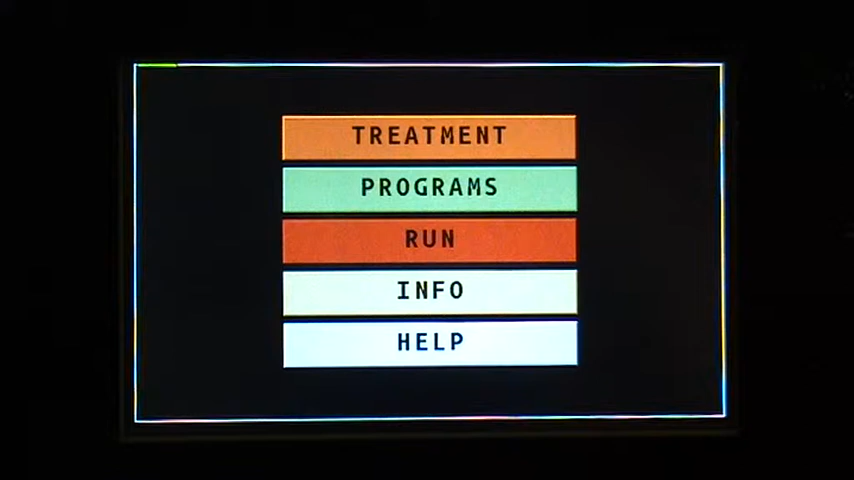 TREATMENT
PROGRAMS
RUN
INFO
HELP